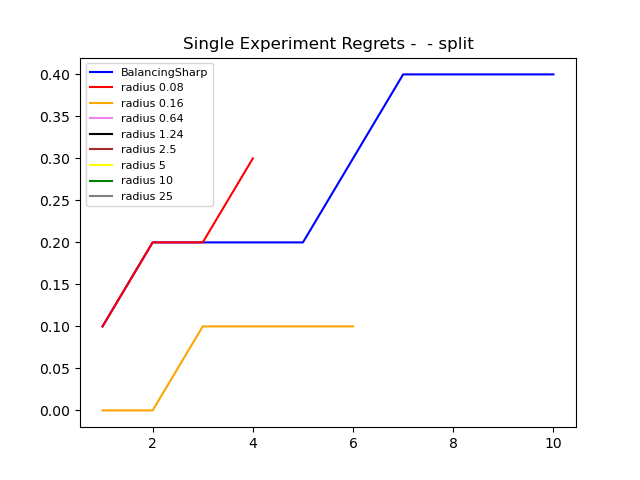 Single Experiment Regrets -  - split
0.40
0.35
0.30
0.25
0.20
0.15
0.10
0.05
0.00
BalancingSharp
radius 0.08
radius 0.16
radius 0.64
radius 1.24
radius 2.5
radius 5
radius 10
radius 25
2 4 6 8 10